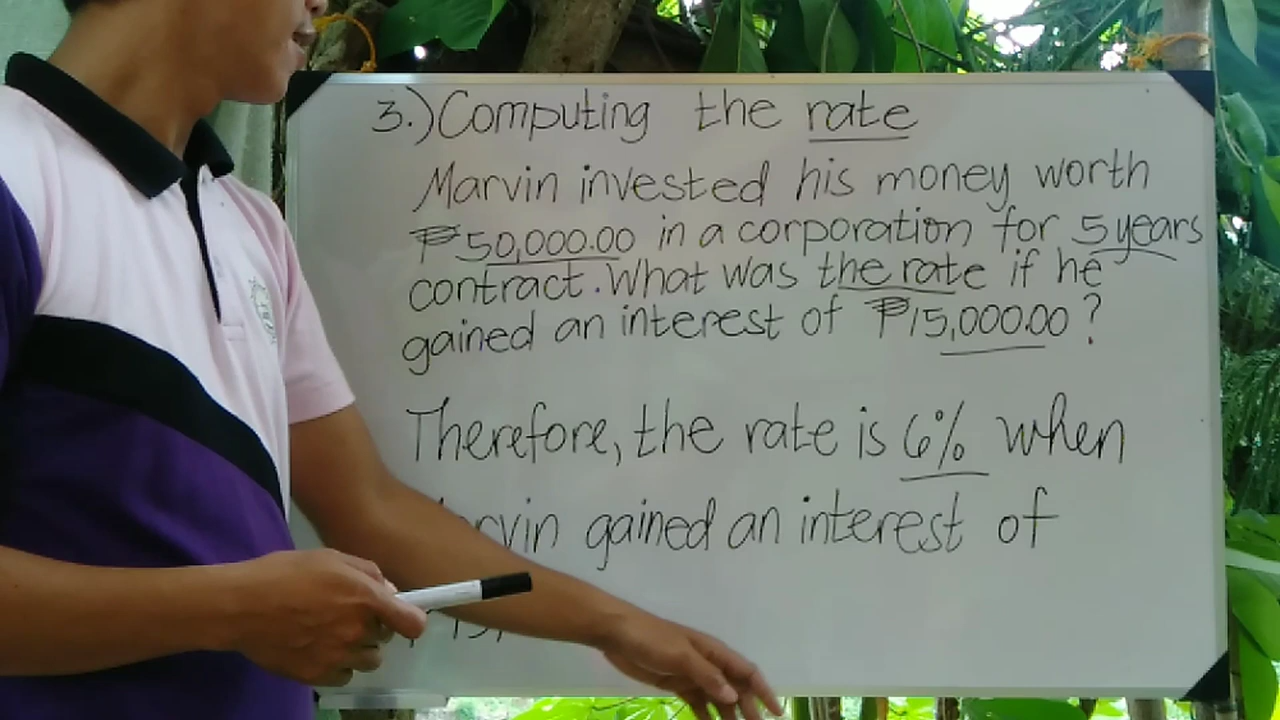 3.) Computing the rate
Marvin invested his money worth
₱50,000.00 in a corporation for 5 years
contract. What was the rate if he
gained an interest of ₱15,000.00?
Therefore, the rate is 6% when
gained an interest of